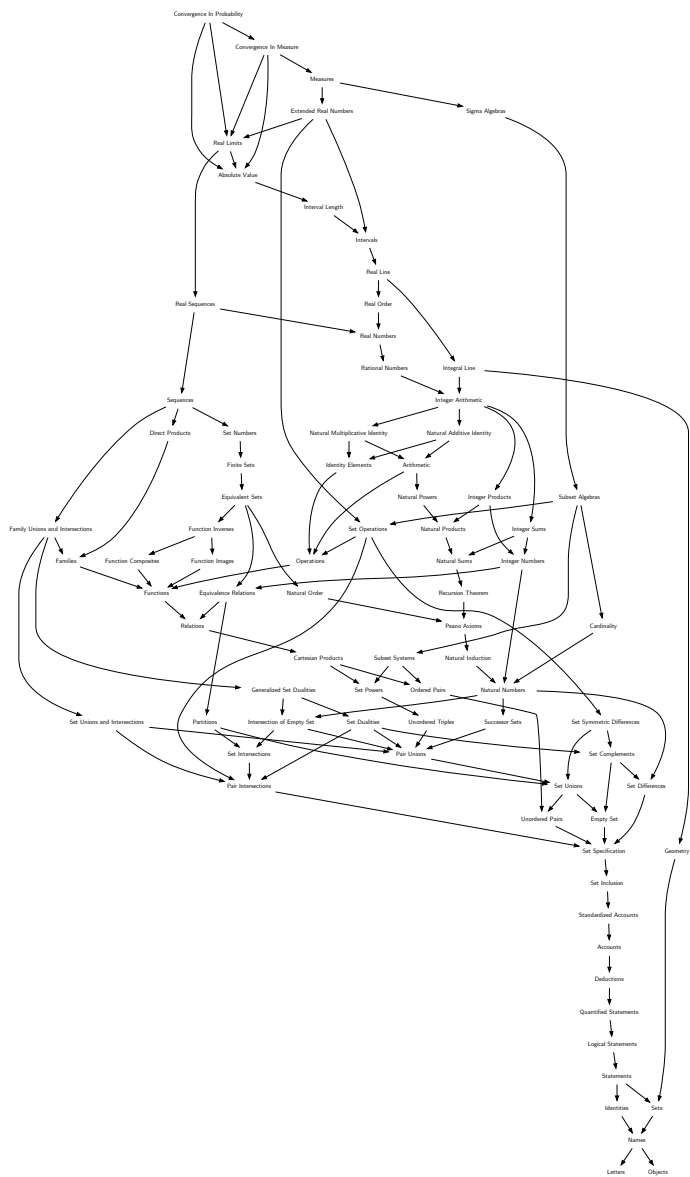 Convergence In Probability
Convergence In Measure
Measures
Extended Real Numbers
Sigma Algebras
Real Limits
Absolute Value
Interval Length
Intervals
Real Line
Real Sequences
Real Order
Real Numbers
Rational Numbers
Integral Line
Sequences
Integer Arithmetic
Direct Products
Set Numbers
Natural Multiplicative Identity
Natural Additive Identity
Finite Sets
Identity Elements
Arithmetic
Equivalent Sets
Natural Powers
Integer Products
Subset Algebras
Family Unions and Intersections
Function Inverses
Set Operations
Natural Products
Integer Sums
Families
Function Composites
Function Images
Operations
Natural Sums
Integer Numbers
Functions
Equivalence Relations
Natural Order
Recursion Theorem
Relations
Peano Axioms
Cardinality
Cartesian Products
Subset Systems
Natural Induction
Generalized Set Dualities
Set Powers
Ordered Pairs
Natural Numbers
Set Unions and Intersections
Partitions
Intersection of Empty Set
Set Dualities
Unordered Triples
Successor Sets
Set Symmetric Differences
Set Intersections
Pair Unions
Set Complements
Pair Intersections
Set Unions
Set Differences
Unordered Pairs
Empty Set
Set Specification
Geometry
Set Inclusion
Standardized Accounts
Accounts
Deductions
Quantified Statements
Logical Statements
Statements
Identities
Sets
Names
Letters
Objects